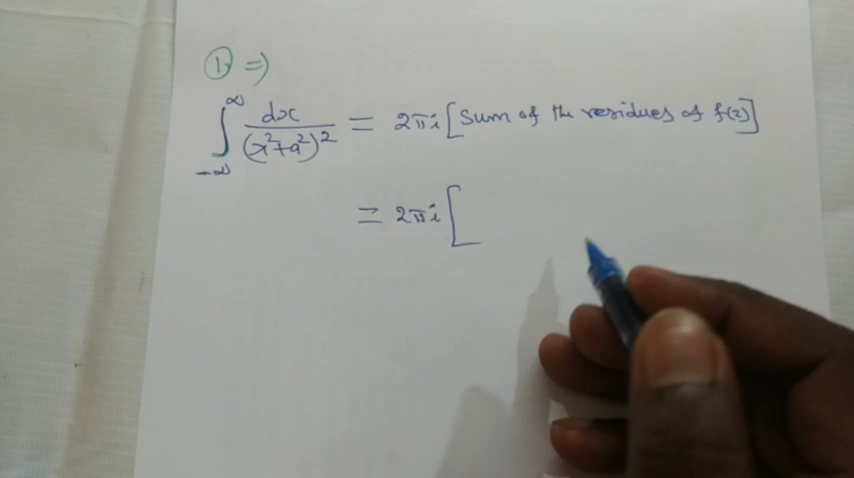 ① ⇒
∫_{-∞}^{∞} dx/(x²+a²)² = 2πi [Sum of the residues of f(z)]
= 2πi [